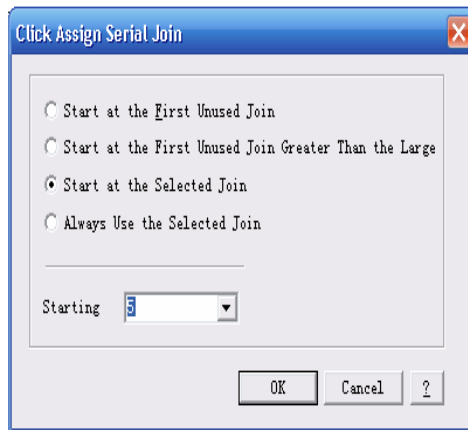 Click Assign Serial Join
Start at the First Unused Join
Start at the First Unused Join Greater Than the Large
Start at the Selected Join
Always Use the Selected Join
Starting 5
OK Cancel ?